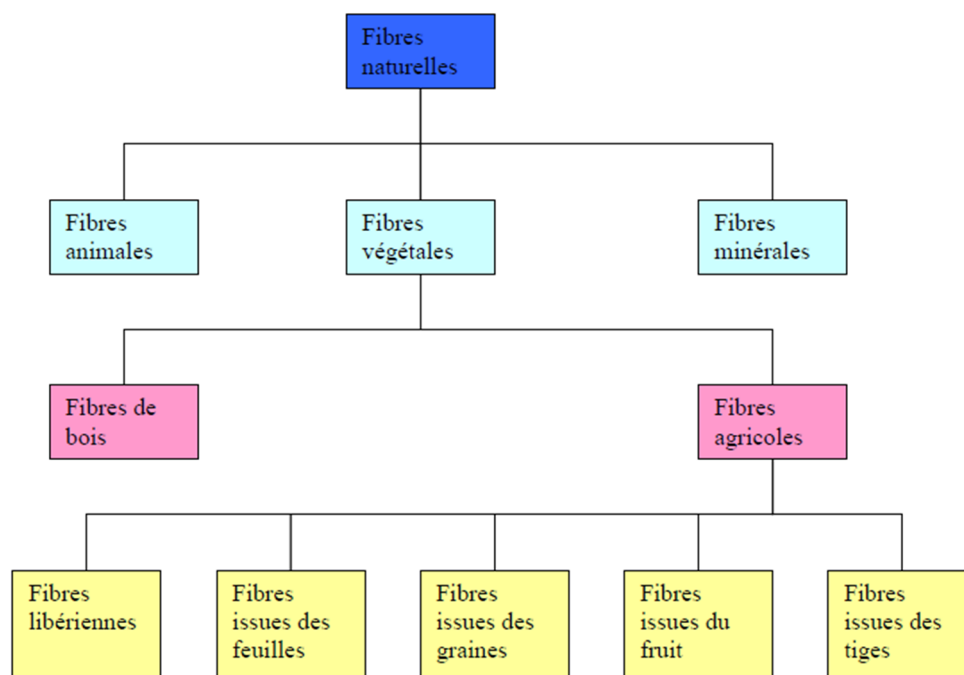 Fibres
naturelles
Fibres
animales
Fibres
végétales
Fibres
minérales
Fibres de
bois
Fibres
agricoles
Fibres
libériennes
Fibres
issues des
feuilles
Fibres
issues des
graines
Fibres
issues du
fruit
Fibres
issues des
tiges